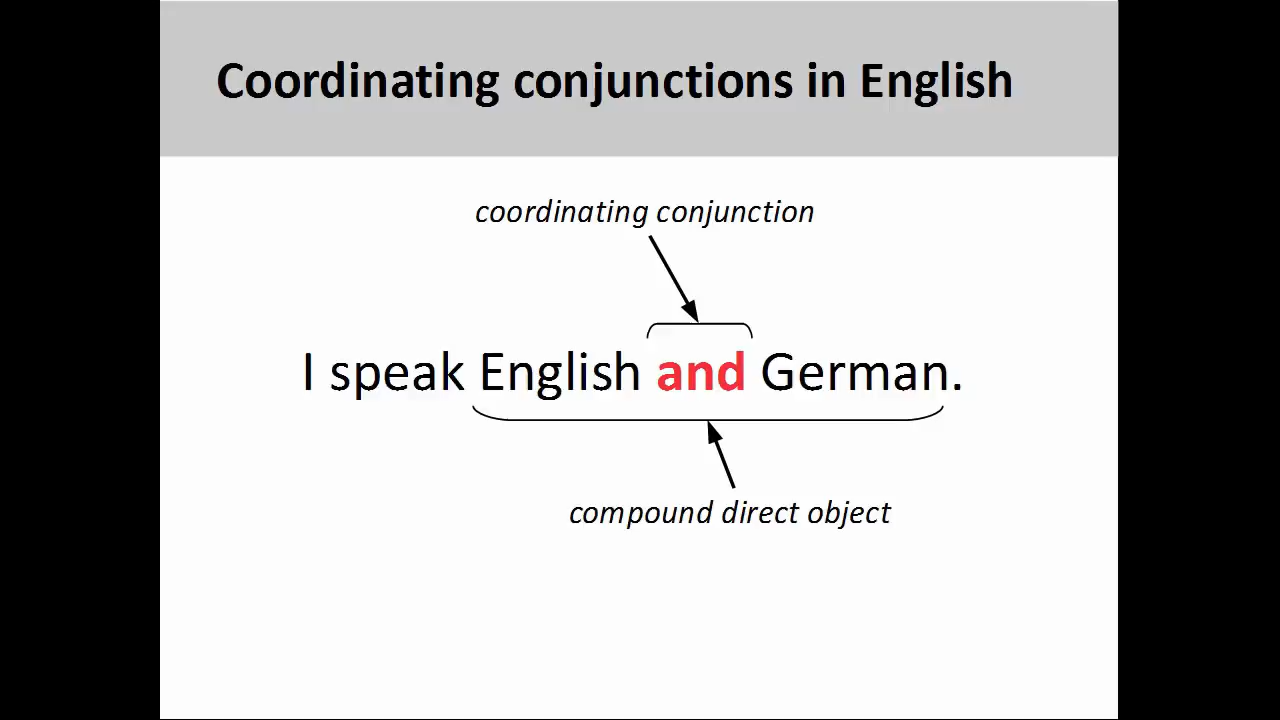 Coordinating conjunctions in English
coordinating conjunction
I speak English and German.
compound direct object